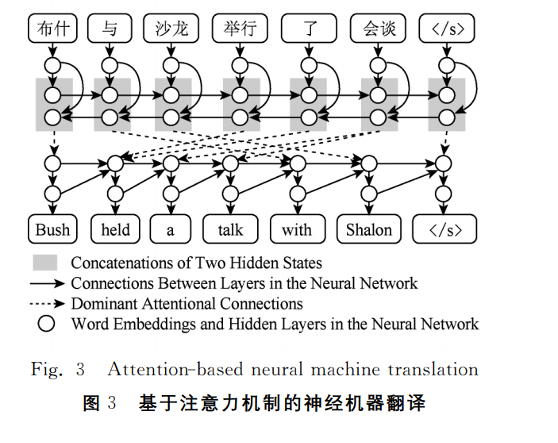 布什 与 沙龙 举行 了 会谈 </s>
Bush held a talk with Shalon </s>
Concatenations of Two Hidden States
Connections Between Layers in the Neural Network
Dominant Attentional Connections
Word Embeddings and Hidden Layers in the Neural Network
Fig. 3 Attention-based neural machine translation
图 3 基于注意力机制的神经机器翻译